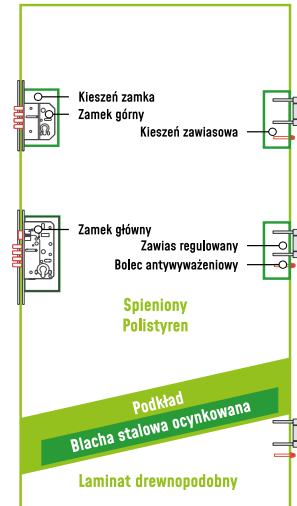 Kieszeń zamka
Zamek górny
Kieszeń zawiasowa
Zamek główny
Zawias regulowany
Bolec antywyważeniowy
Spieniony
Polistyren
Podkład
Blacha stalowa ocynkowana
Laminat drewnopodobny